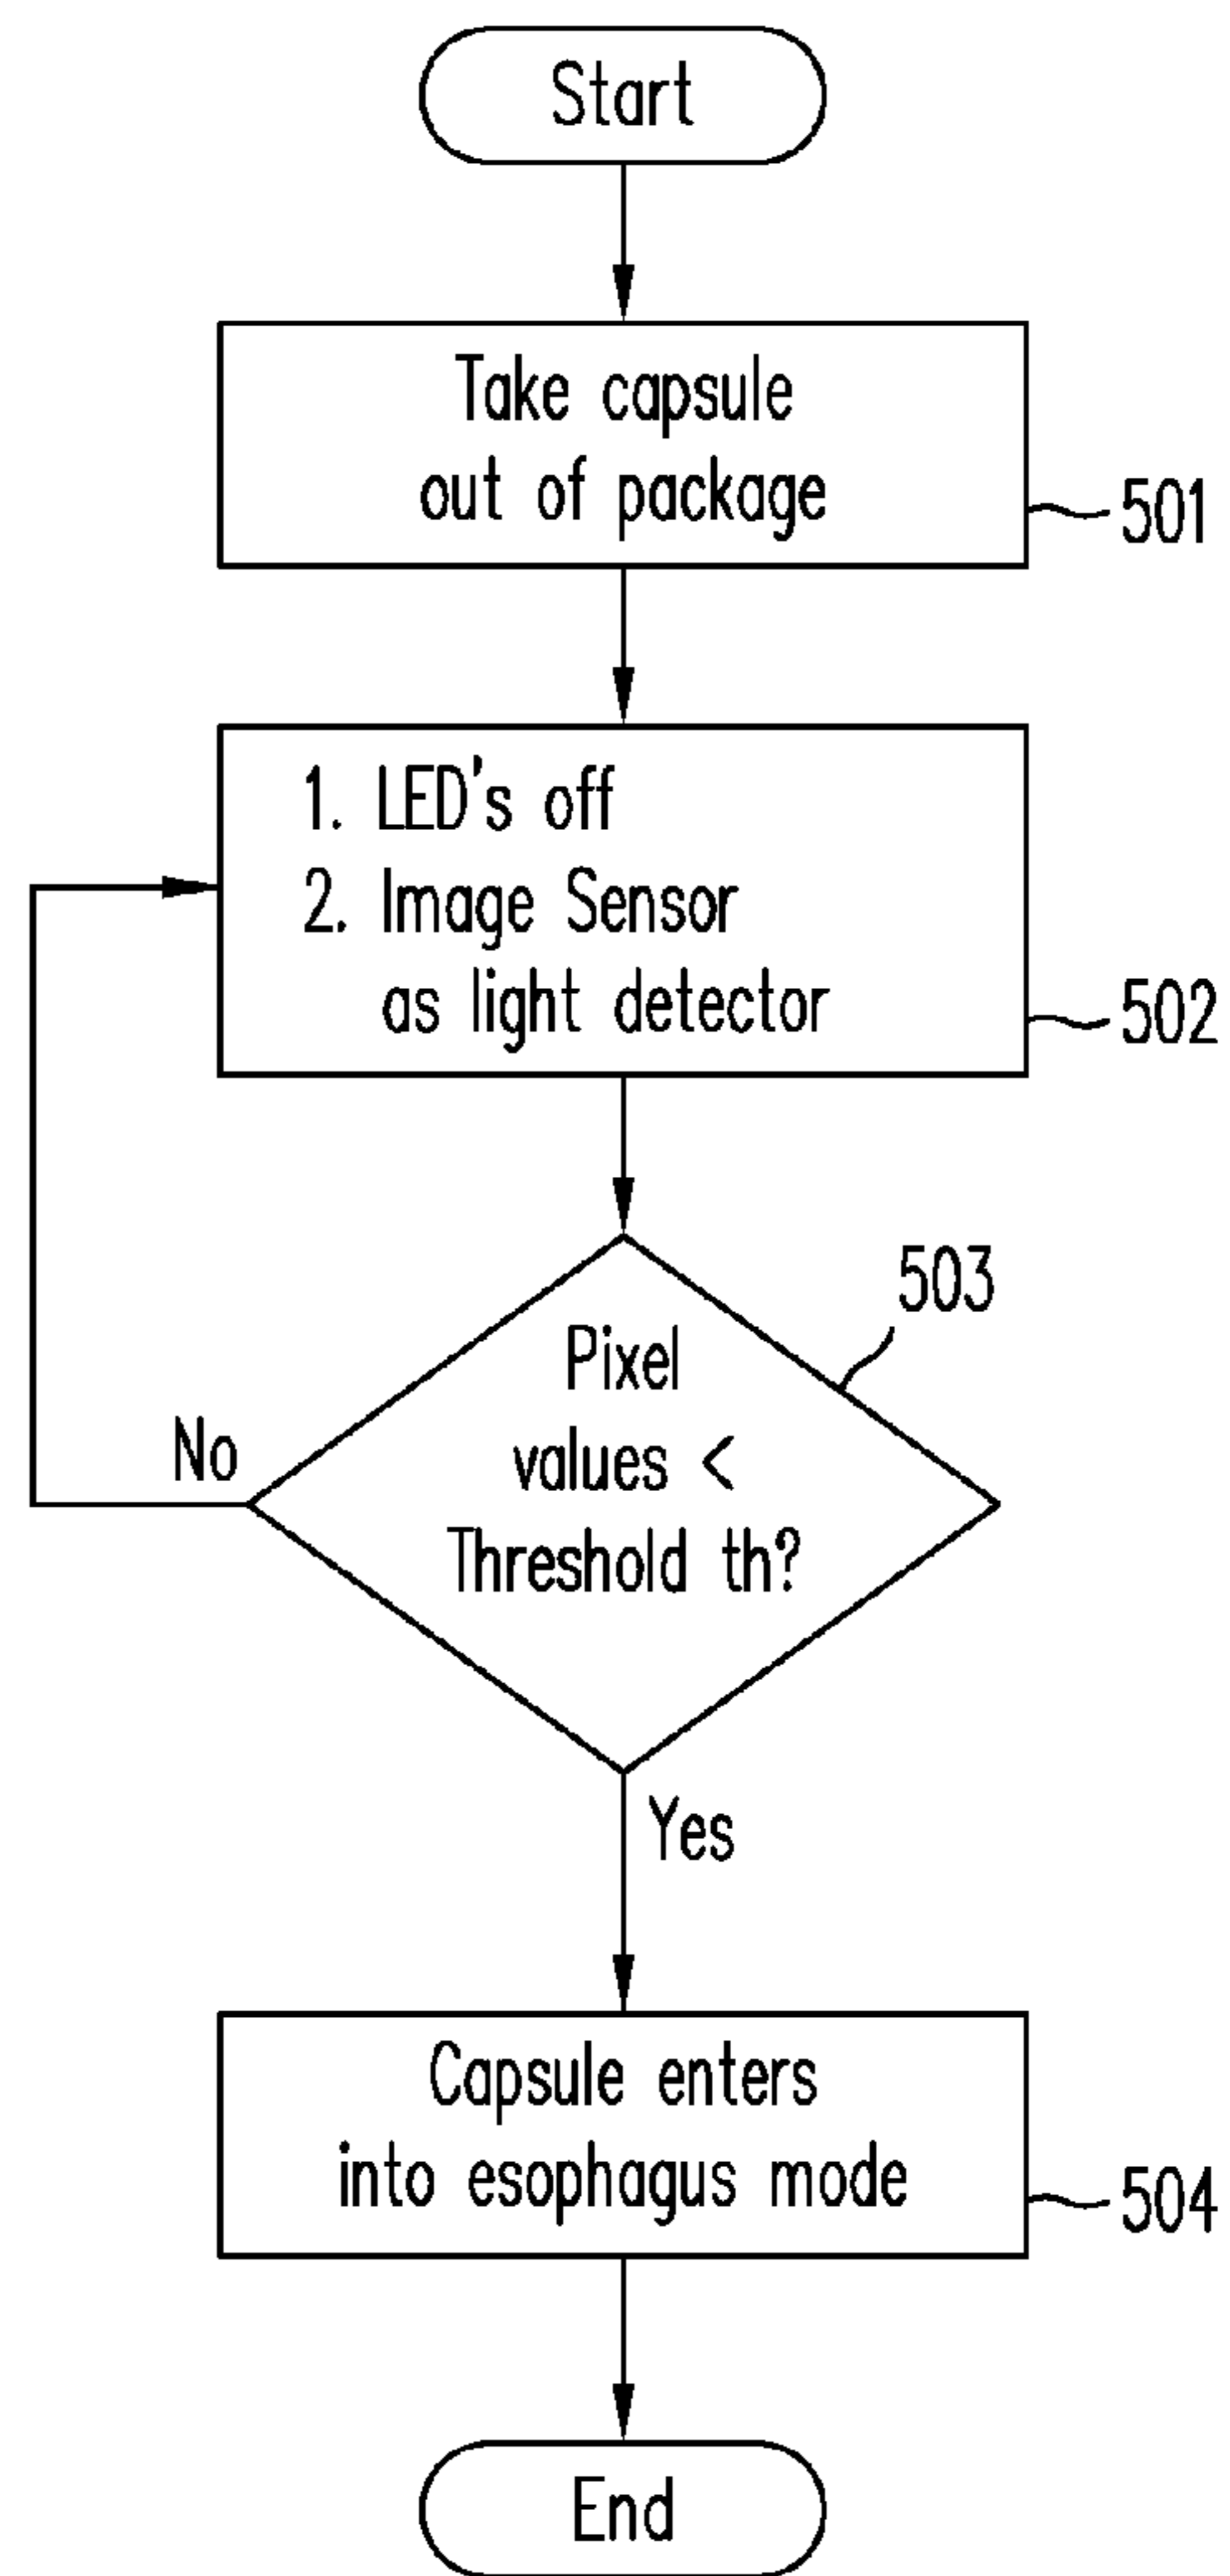 Start
Take capsule
out of package
501
1. LED's off
2. Image Sensor
as light detector
502
503
Pixel
values <
Threshold th?
No
Yes
Capsule enters
into esophagus mode
504
End